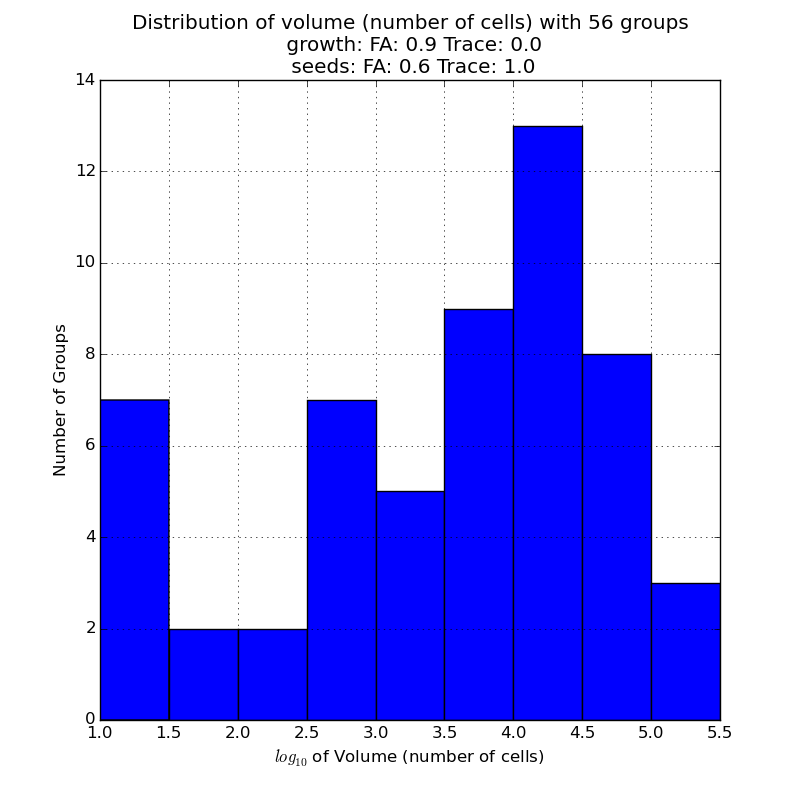 Distribution of volume (number of cells) with 56 groups
growth: FA: 0.9 Trace: 0.0
seeds: FA: 0.6 Trace: 1.0
14
12
10
8
6
4
2
0
Number of Groups
1.0 1.5 2.0 2.5 3.0 3.5 4.0 4.5 5.0 5.5
log10 of Volume (number of cells)